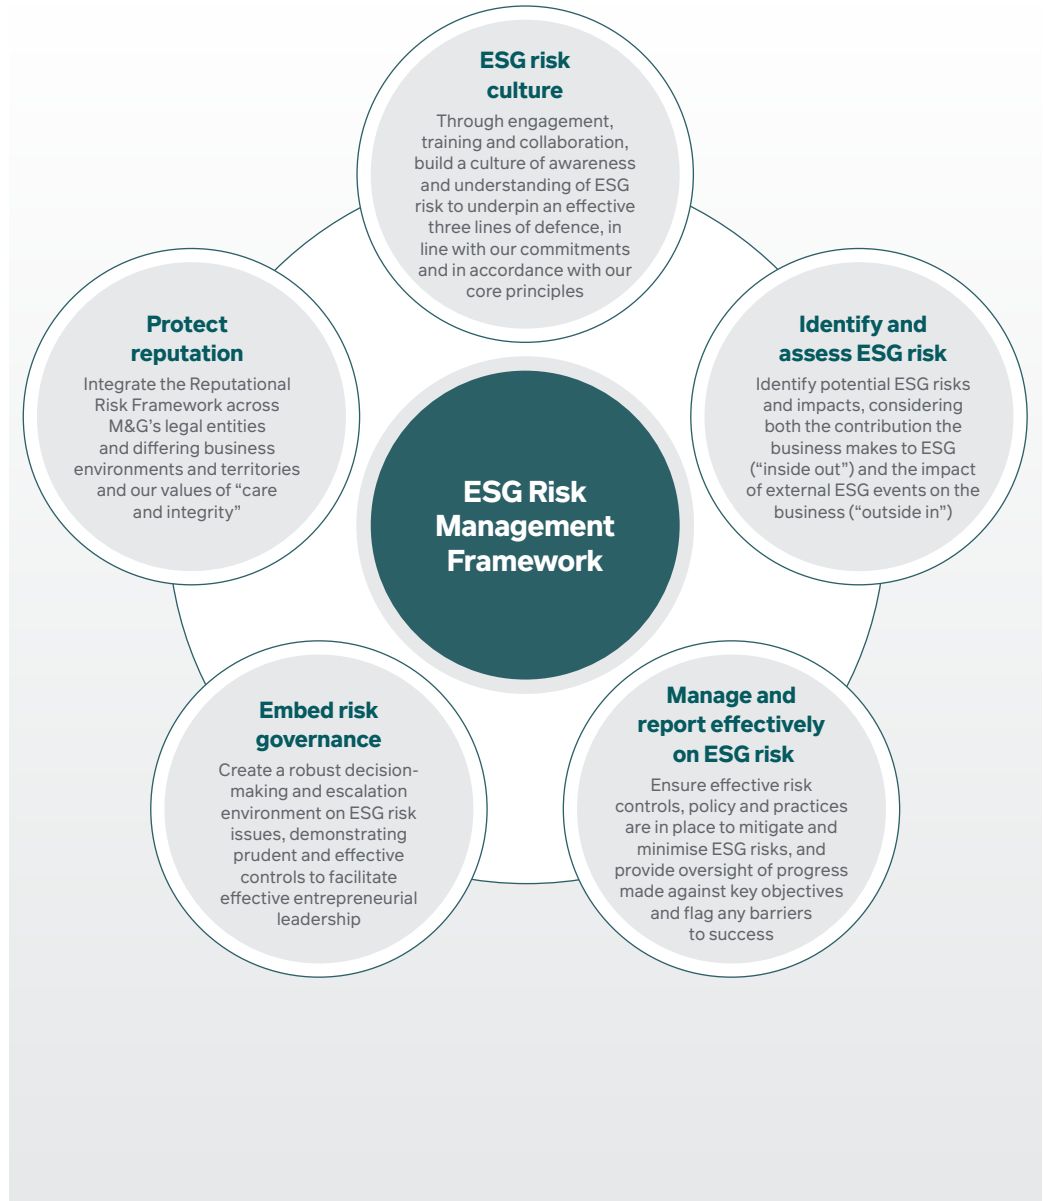 ESG risk
culture
Through engagement,
training and collaboration,
build a culture of awareness
and understanding of ESG
risk to underpin an effective
three lines of defence, in
line with our commitments
and in accordance with our
core principles
Identify and
assess ESG risk
Identify potential ESG risks
and impacts, considering
both the contribution the
business makes to ESG
(“inside out”) and the impact
of external ESG events on the
business (“outside in”)
Manage and
report effectively
on ESG risk
Ensure effective risk
controls, policy and practices
are in place to mitigate and
minimise ESG risks, and
provide oversight of progress
made against key objectives
and flag any barriers
to success
Embed risk
governance
Create a robust decision-
making and escalation
environment on ESG risk
issues, demonstrating
prudent and effective
controls to facilitate
effective entrepreneurial
leadership
Protect
reputation
Integrate the Reputational
Risk Framework across
M&G’s legal entities
and differing business
environments and territories
and our values of “care
and integrity”
ESG Risk
Management
Framework